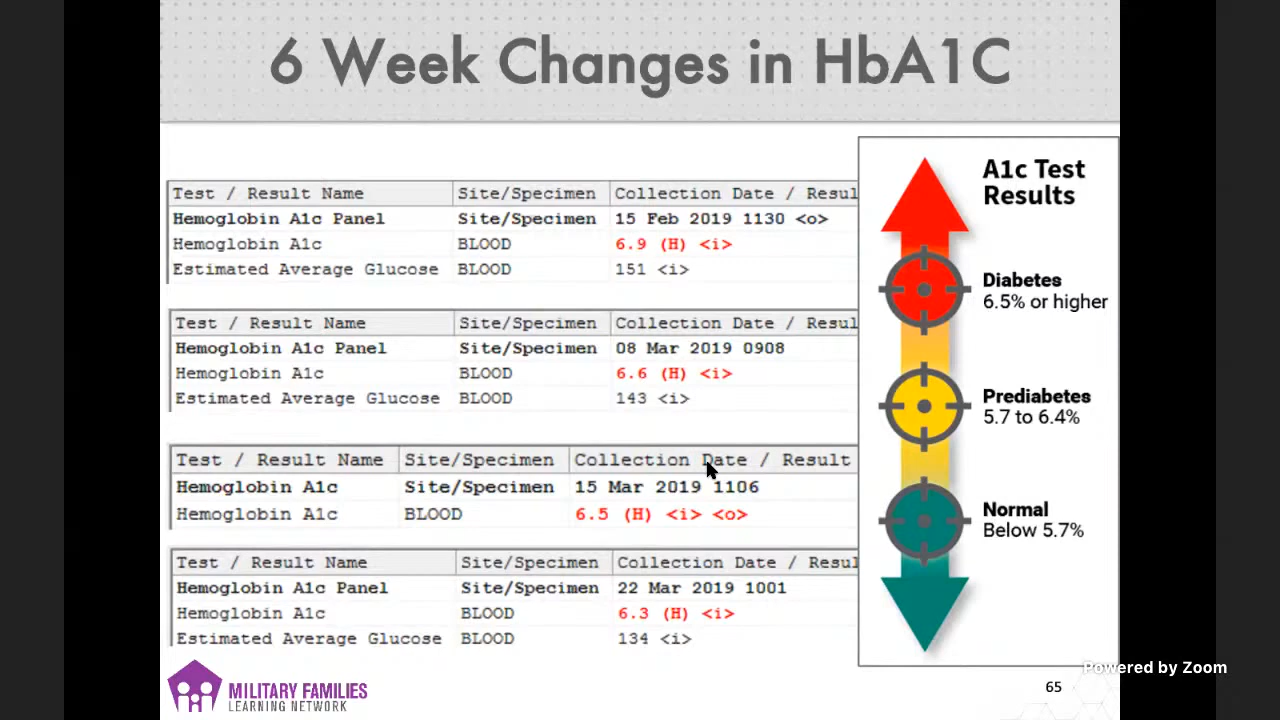 6 Week Changes in HbA1C
Test / Result Name Site/Specimen Collection Date / Resul
Hemoglobin A1c Panel Site/Specimen 15 Feb 2019 1130 <o>
Hemoglobin A1c BLOOD 6.9 (H) <i>
Estimated Average Glucose BLOOD 151 <i>
Test / Result Name Site/Specimen Collection Date / Resul
Hemoglobin A1c Panel Site/Specimen 08 Mar 2019 0908
Hemoglobin A1c BLOOD 6.6 (H) <i>
Estimated Average Glucose BLOOD 143 <i>
Test / Result Name Site/Specimen Collection Date / Result
Hemoglobin A1c Site/Specimen 15 Mar 2019 1106
Hemoglobin A1c BLOOD 6.5 (H) <i> <o>
Test / Result Name Site/Specimen Collection Date / Resul
Hemoglobin A1c Panel Site/Specimen 22 Mar 2019 1001
Hemoglobin A1c BLOOD 6.3 (H) <i>
Estimated Average Glucose BLOOD 134 <i>
A1c Test
Results
Diabetes
6.5% or higher
Prediabetes
5.7 to 6.4%
Normal
Below 5.7%
MILITARY FAMILIES
LEARNING NETWORK
65
Powered by Zoom